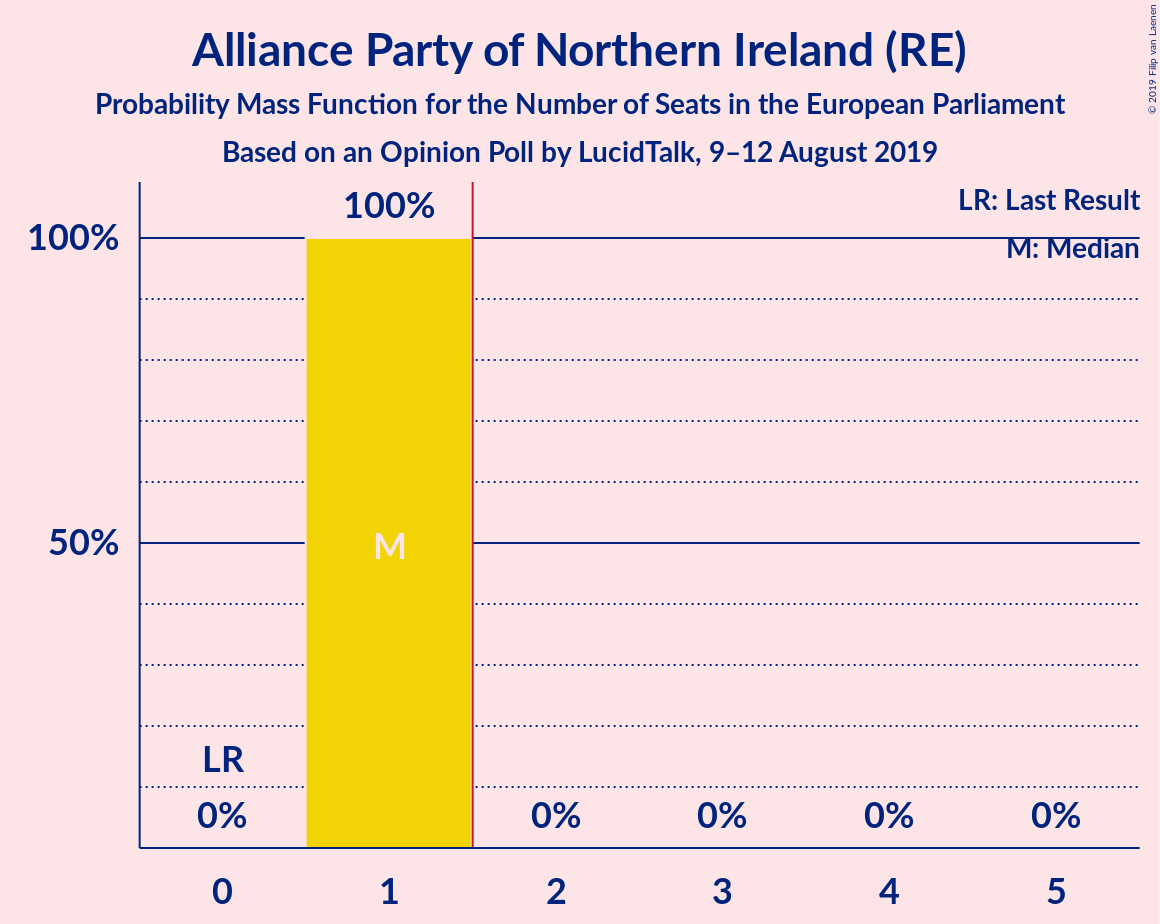 Alliance Party of Northern Ireland (RE)
Probability Mass Function for the Number of Seats in the European Parliament
Based on an Opinion Poll by LucidTalk, 9–12 August 2019
© 2019 Filip van Laenen
LR: Last Result
M: Median
100%
100%
50%
M
LR
0%
0%
0%
0%
0%
0 1 2 3 4 5